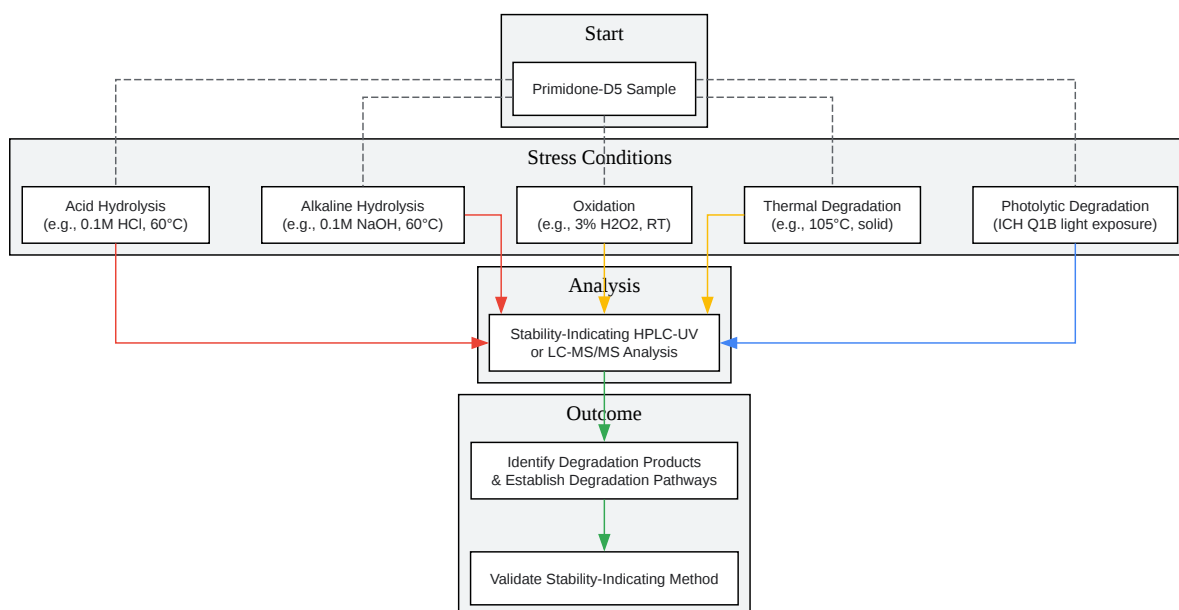 Start
Primidone-D5 Sample
Stress Conditions
Acid Hydrolysis
(e.g., 0.1M HCl, 60°C)
Alkaline Hydrolysis
(e.g., 0.1M NaOH, 60°C)
Oxidation
(e.g., 3% H2O2, RT)
Thermal Degradation
(e.g., 105°C, solid)
Photolytic Degradation
(ICH Q1B light exposure)
Analysis
Stability-Indicating HPLC-UV
or LC-MS/MS Analysis
Outcome
Identify Degradation Products
& Establish Degradation Pathways
Validate Stability-Indicating Method